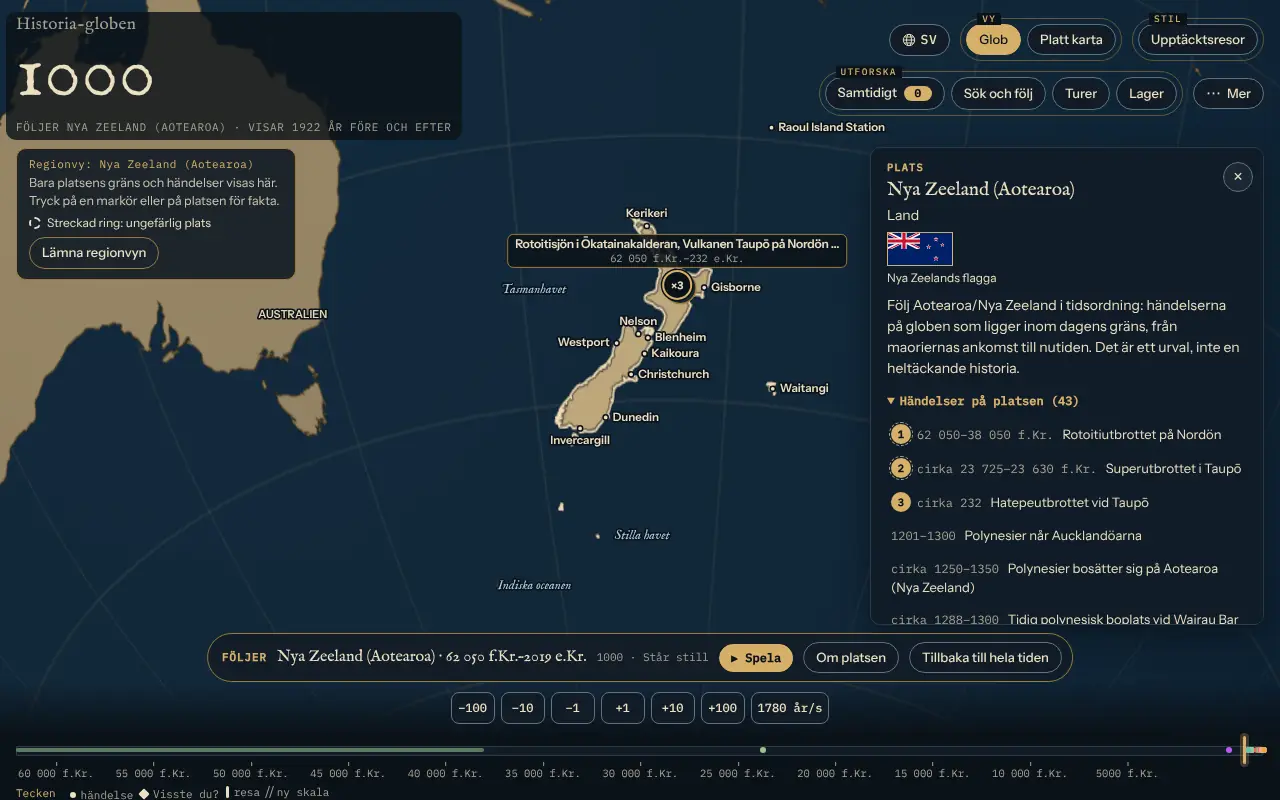 Historia-globen
1000
FÖLJER NYA ZEELAND (AOTEAROA) · VISAR 1922 ÅR FÖRE OCH EFTER
SV
VY
Glob
Platt karta
STIL
Upptäcktsresor
UTFORSKA
Samtidigt 0
Sök och följ
Turer
Lager
··· Mer
Regionvy: Nya Zeeland (Aotearoa)
Bara platsens gräns och händelser visas här.
Tryck på en markör eller på platsen för fakta.
Streckad ring: ungefärlig plats
Lämna regionvyn
Raoul Island Station
Kerikeri
Rotoitisjön i Ōkatainakalderan, Vulkanen Taupō på Nordön ...
62 050 f.Kr.–232 e.Kr.
×3
Gisborne
Tasmanhavet
AUSTRALIEN
Nelson
Blenheim
Westport
Kaikoura
Christchurch
Waitangi
Dunedin
Invercargill
Stilla havet
Indiska oceanen
PLATS
Nya Zeeland (Aotearoa)
×
Land
Nya Zeelands flagga
Följ Aotearoa/Nya Zeeland i tidsordning: händelserna
på globen som ligger inom dagens gräns, från
maoriernas ankomst till nutiden. Det är ett urval, inte en
heltäckande historia.
▼ Händelser på platsen (43)
1 62 050–38 050 f.Kr. Rotoitiutbrottet på Nordön
2 cirka 23 725–23 630 f.Kr. Superutbrottet i Taupō
3 cirka 232 Hatepeutbrottet vid Taupō
1201–1300 Polynesier når Aucklandöarna
cirka 1250–1350 Polynesier bosätter sig på Aotearoa
(Nya Zeeland)
cirka 1288–1300 Tidig polynesisk boplats vid Wairau Bar
FÖLJER Nya Zeeland (Aotearoa) · 62 050 f.Kr.–2019 e.Kr. 1000 · Står still
▶ Spela
Om platsen
Tillbaka till hela tiden
−100
−10
−1
+1
+10
+100
1780 år/s
60 000 f.Kr.
55 000 f.Kr.
50 000 f.Kr.
45 000 f.Kr.
40 000 f.Kr.
35 000 f.Kr.
30 000 f.Kr.
25 000 f.Kr.
20 000 f.Kr.
15 000 f.Kr.
10 000 f.Kr.
5000 f.Kr.
Tecken händelse Visste du? resa // ny skala